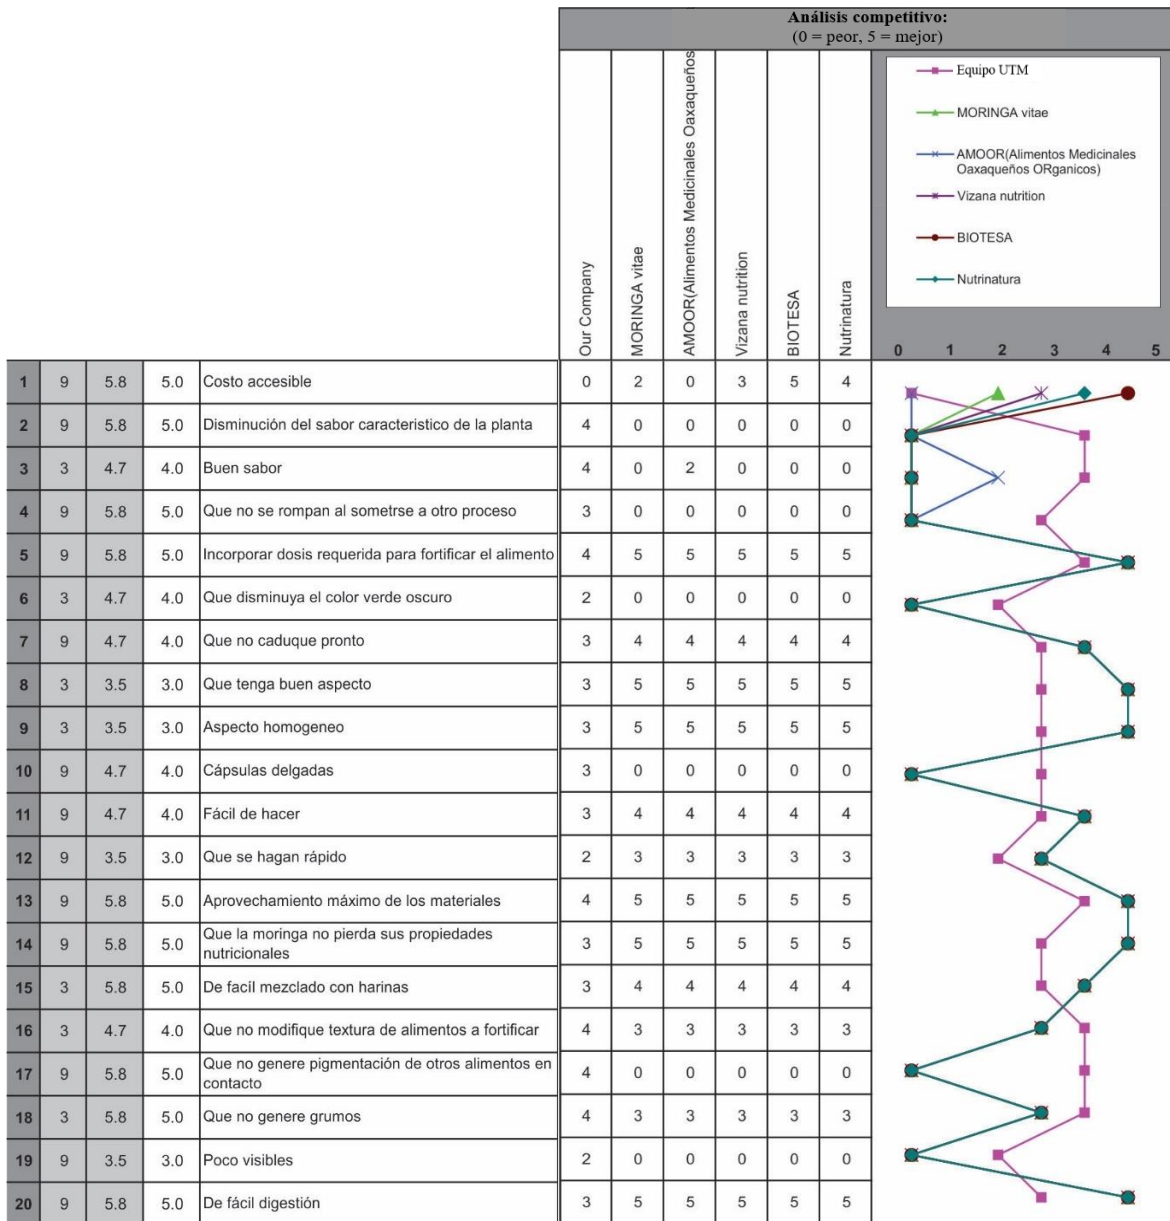 Análisis competitivo:
(0 = peor, 5 = mejor)
Our Company
MORINGA vitae
AMOOR(Alimentos Medicinales Oaxaqueños
Vizana nutrition
BIOTESA
Nutrinatura
Equipo UTM
MORINGA vitae
AMOOR(Alimentos Medicinales
Oaxaqueños ORganicos)
Vizana nutrition
BIOTESA
Nutrinatura
0 1 2 3 4 5
1 9 5.8 5.0 Costo accesible 0 2 0 3 5 4
2 9 5.8 5.0 Disminución del sabor caracteristico de la planta 4 0 0 0 0 0
3 3 4.7 4.0 Buen sabor 4 0 2 0 0 0
4 9 5.8 5.0 Que no se rompan al sometrse a otro proceso 3 0 0 0 0 0
5 9 5.8 5.0 Incorporar dosis requerida para fortificar el alimento 4 5 5 5 5 5
6 3 4.7 4.0 Que disminuya el color verde oscuro 2 0 0 0 0 0
7 9 4.7 4.0 Que no caduque pronto 3 4 4 4 4 4
8 3 3.5 3.0 Que tenga buen aspecto 3 5 5 5 5 5
9 3 3.5 3.0 Aspecto homogeneo 3 5 5 5 5 5
10 9 4.7 4.0 Cápsulas delgadas 3 0 0 0 0 0
11 9 4.7 4.0 Fácil de hacer 3 4 4 4 4 4
12 9 3.5 3.0 Que se hagan rápido 2 3 3 3 3 3
13 9 5.8 5.0 Aprovechamiento máximo de los materiales 4 5 5 5 5 5
14 9 5.8 5.0 Que la moringa no pierda sus propiedades
nutricionales 3 5 5 5 5 5
15 3 5.8 5.0 De facíl mezclado con harinas 3 4 4 4 4 4
16 3 4.7 4.0 Que no modifique textura de alimentos a fortificar 4 3 3 3 3 3
17 9 5.8 5.0 Que no genere pigmentación de otros alimentos en
contacto 4 0 0 0 0 0
18 3 5.8 5.0 Que no genere grumos 4 3 3 3 3 3
19 9 3.5 3.0 Poco visibles 2 0 0 0 0 0
20 9 5.8 5.0 De fácil digestión 3 5 5 5 5 5